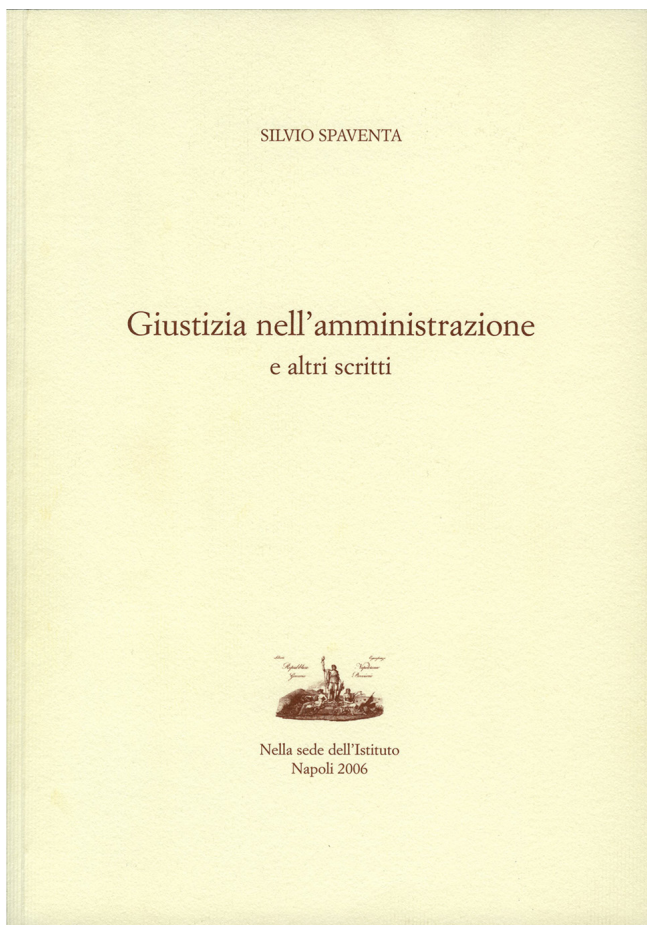 SILVIO SPAVENTA
Giustizia nell'amministrazione
e altri scritti
Nella sede dell'Istituto
Napoli 2006